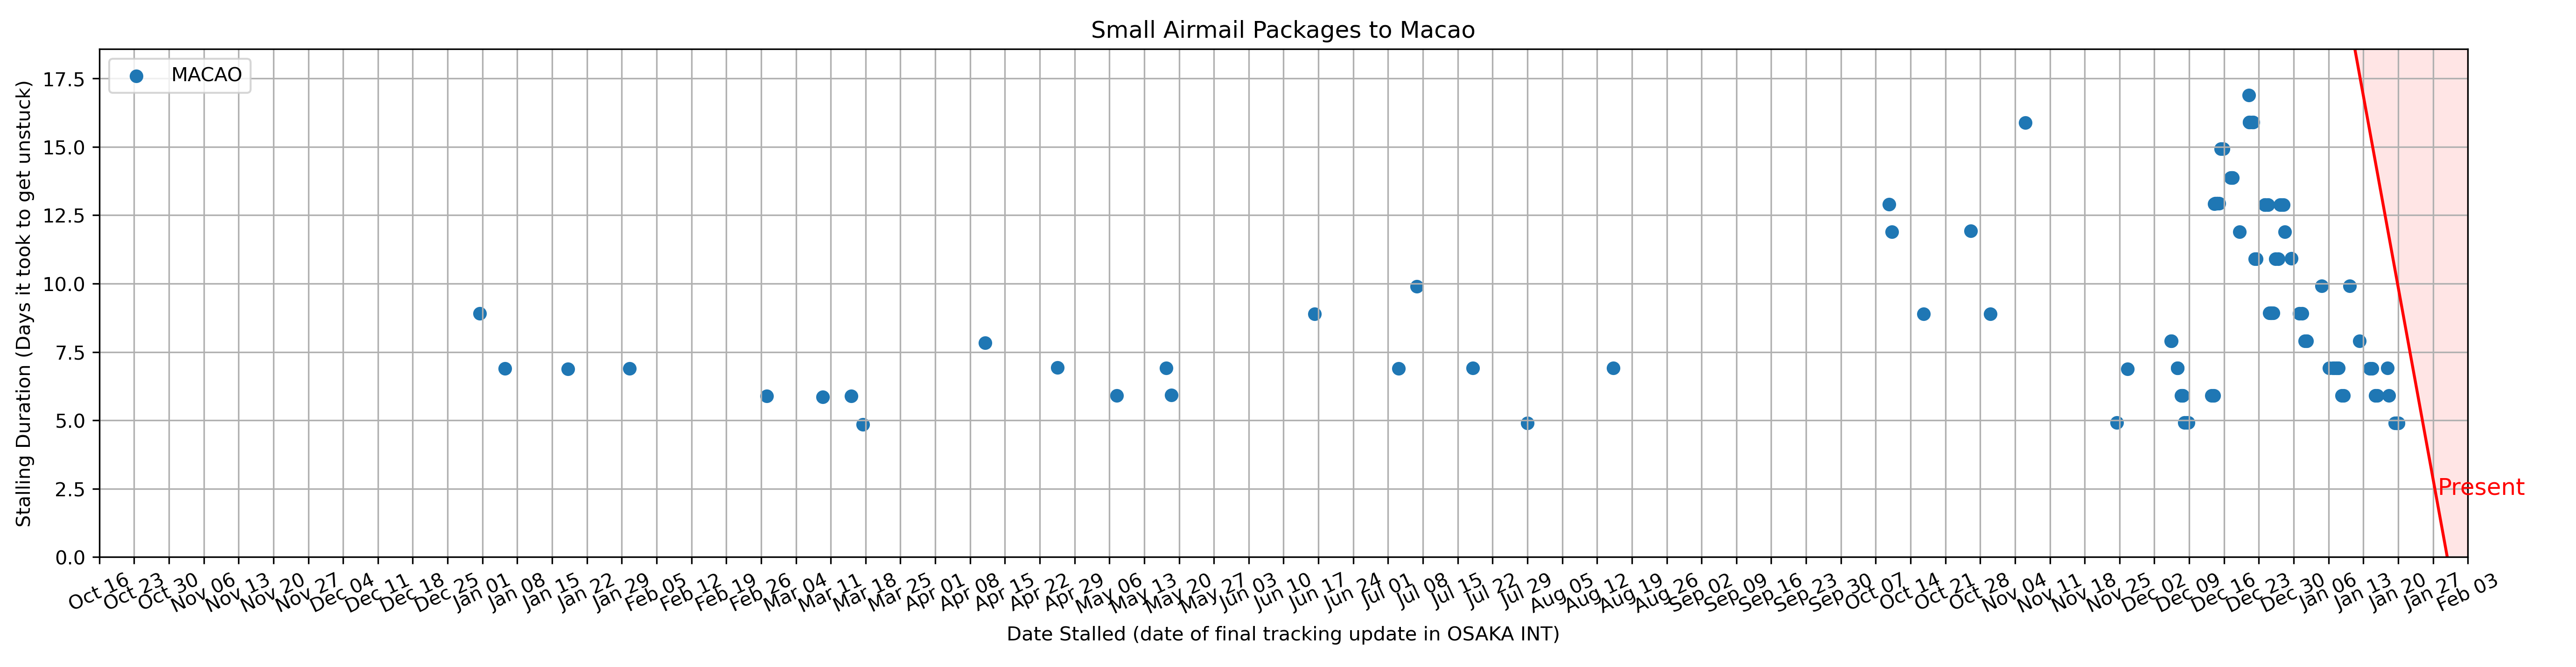 Small Airmail Packages to Macao
MACAO
Stalling Duration (Days it took to get unstuck)
17.5
15.0
12.5
10.0
7.5
5.0
2.5
0.0
Present
Oct 16
Oct 23
Oct 30
Nov 06
Nov 13
Nov 20
Nov 27
Dec 04
Dec 11
Dec 18
Dec 25
Jan 01
Jan 08
Jan 15
Jan 22
Jan 29
Feb 05
Feb 12
Feb 19
Feb 26
Mar 04
Mar 11
Mar 18
Mar 25
Apr 01
Apr 08
Apr 15
Apr 22
Apr 29
May 06
May 13
May 20
May 27
Jun 03
Jun 10
Jun 17
Jun 24
Jul 01
Jul 08
Jul 15
Jul 22
Jul 29
Aug 05
Aug 12
Aug 19
Aug 26
Sep 02
Sep 09
Sep 16
Sep 23
Sep 30
Oct 07
Oct 14
Oct 21
Oct 28
Nov 04
Nov 11
Nov 18
Nov 25
Dec 02
Dec 09
Dec 16
Dec 23
Dec 30
Jan 06
Jan 13
Jan 20
Jan 27
Feb 03
Date Stalled (date of final tracking update in OSAKA INT)